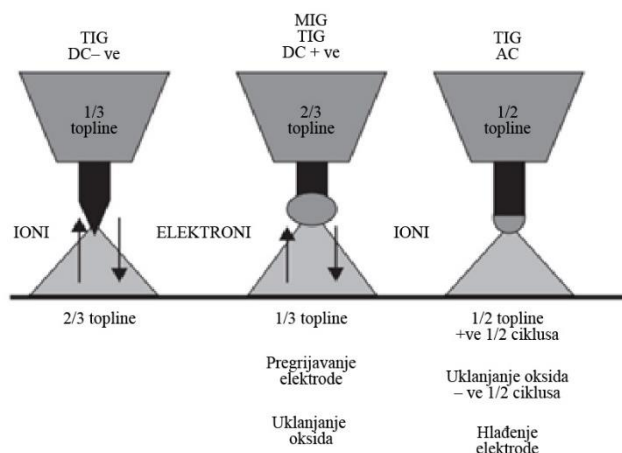 TIG
DC– ve
MIG
TIG
DC + ve
TIG
AC
1/3
topline
2/3
topline
1/2
topline
IONI
ELEKTRONI
IONI
2/3 topline
1/3 topline
1/2 topline
+ve 1/2 ciklusa
Pregrijavanje
elektrode
Uklanjanje oksida
– ve 1/2 ciklusa
Uklanjanje
oksida
Hlađenje
elektrode